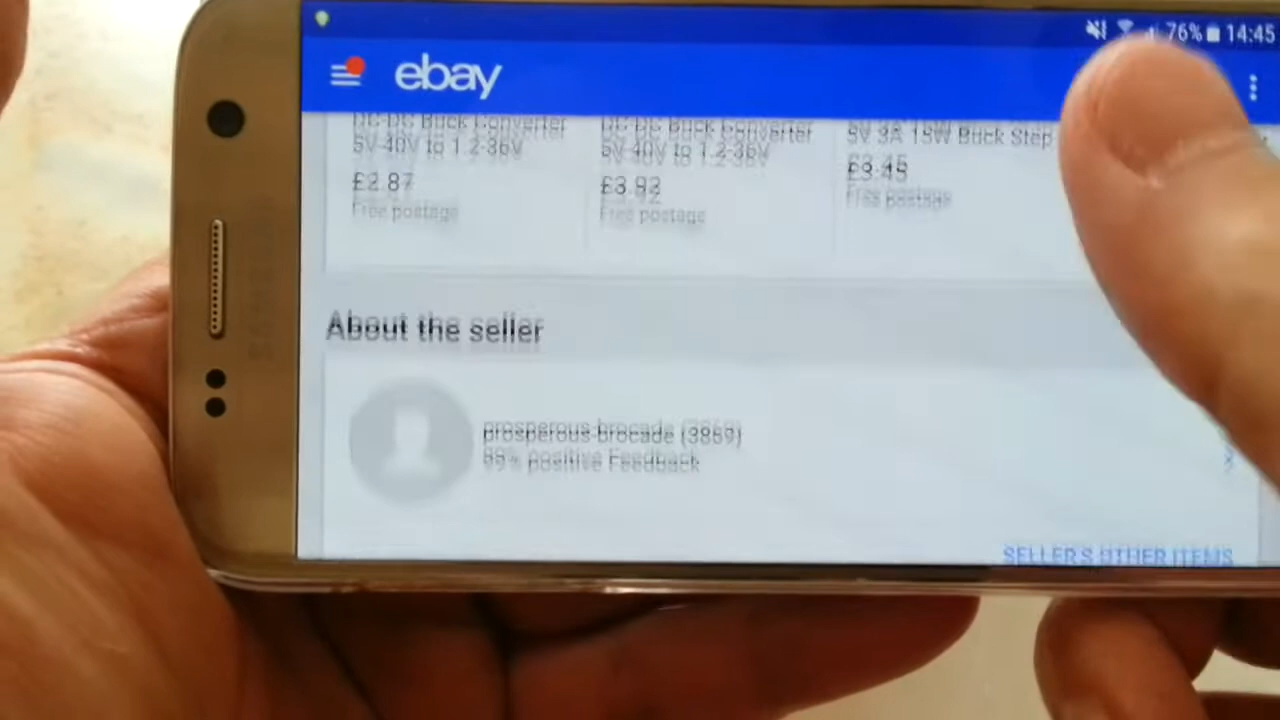 76% 14:45
ebay
DC-DC Buck Converter
5V-40V to 1.2-36V
£2.87
Free postage
DC-DC Buck Converter
5V-40V to 1.2-36V
£3.92
Free postage
5V 3A 15W Buck Step
£3.45
Free postage
About the seller
prosperous-brocade (3869)
99% positive Feedback
SELLER'S OTHER ITEMS